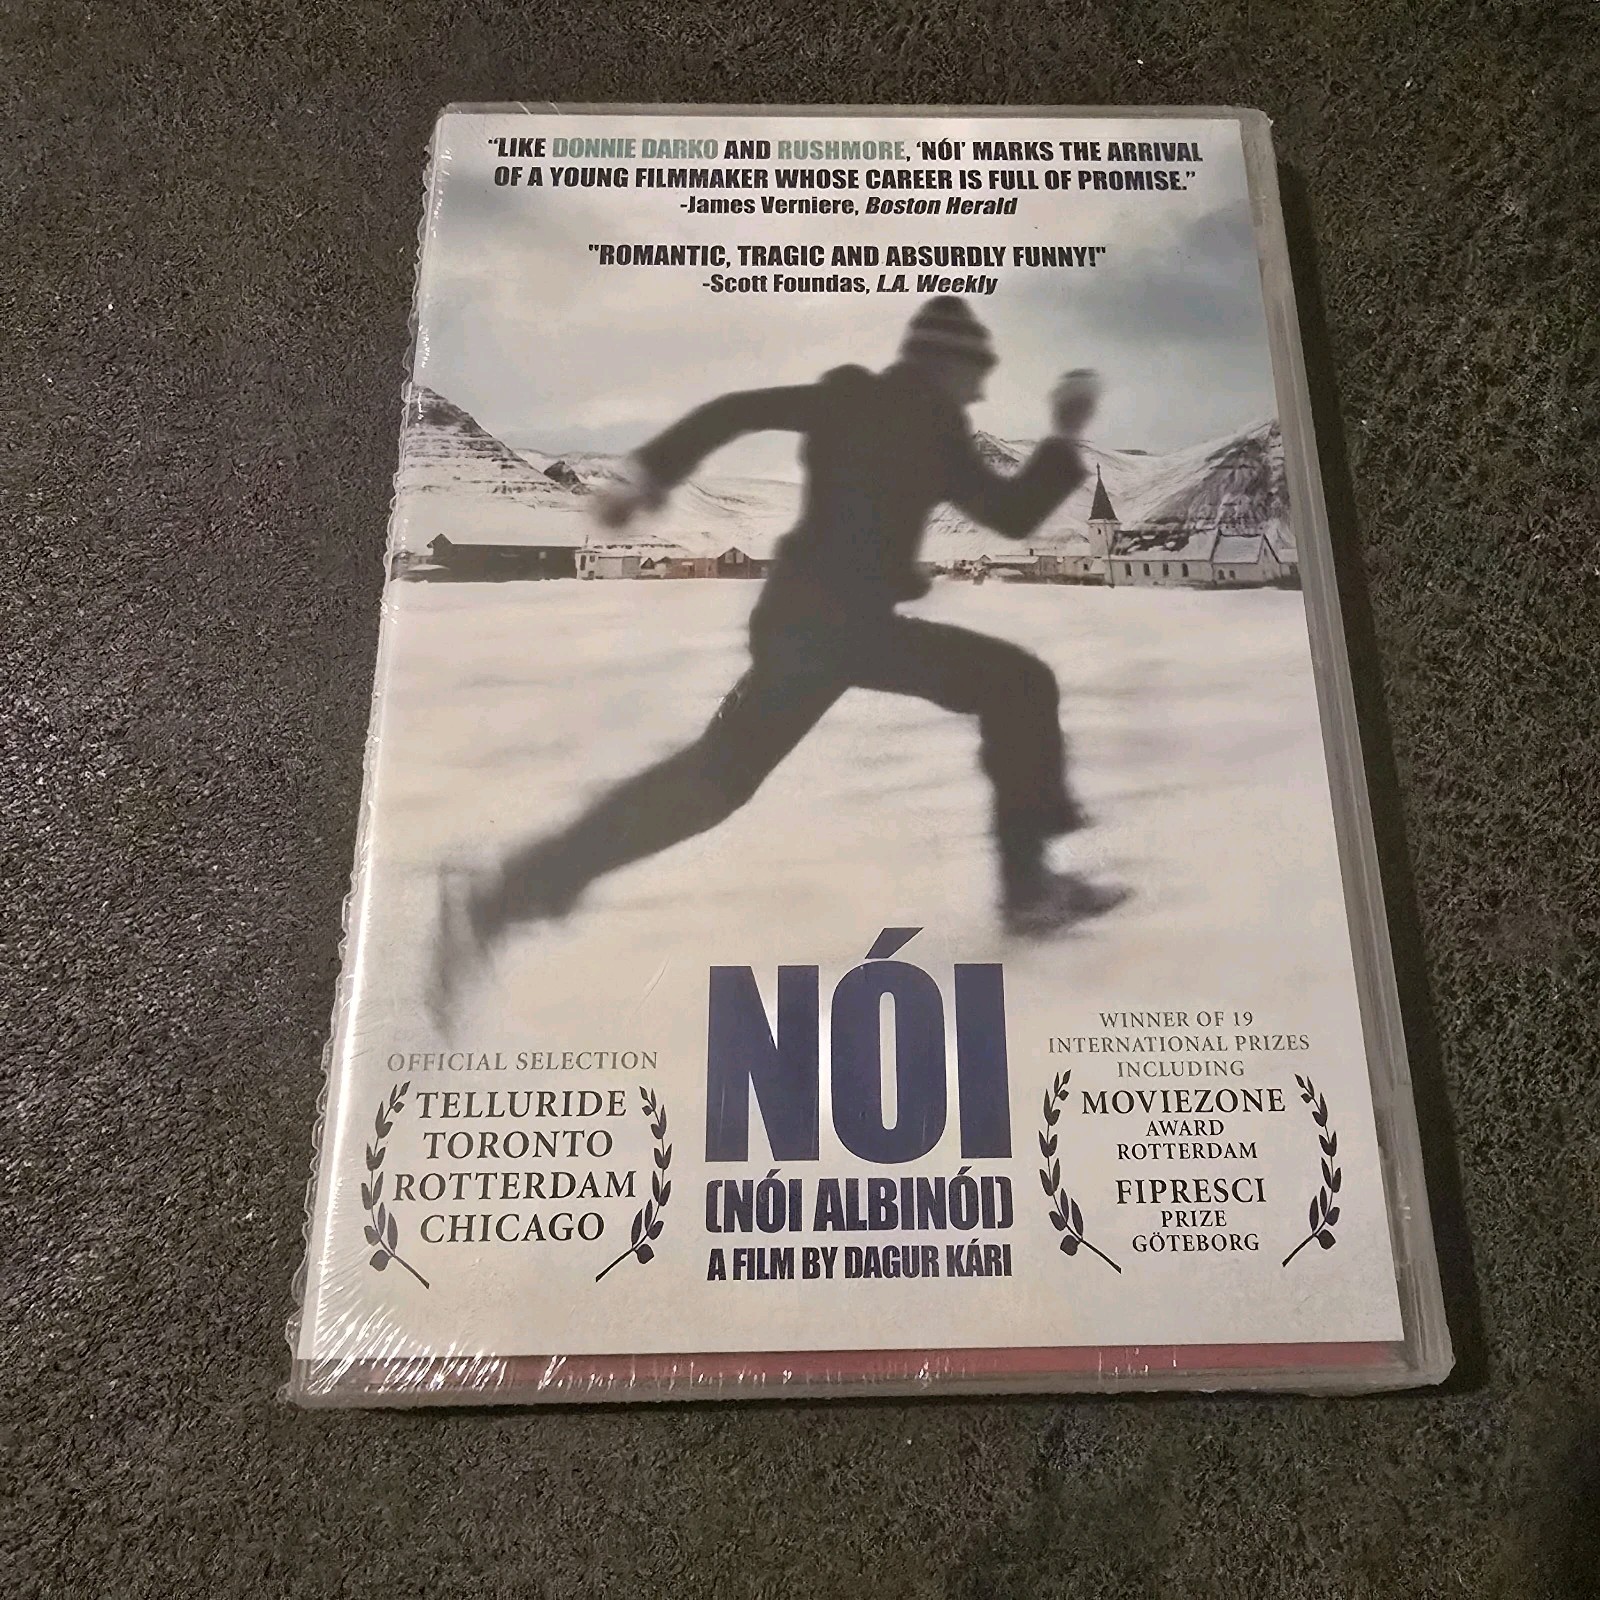 “LIKE DONNIE DARKO AND RUSHMORE, ‘NÓI’ MARKS THE ARRIVAL
OF A YOUNG FILMMAKER WHOSE CAREER IS FULL OF PROMISE.”
-James Verniere, Boston Herald
"ROMANTIC, TRAGIC AND ABSURDLY FUNNY!"
-Scott Foundas, L.A. Weekly
OFFICIAL SELECTION
TELLURIDE
TORONTO
ROTTERDAM
CHICAGO
NÓI
(NÓI ALBINÓI)
A FILM BY DAGUR KÁRI
WINNER OF 19
INTERNATIONAL PRIZES
INCLUDING
MOVIEZONE
AWARD
ROTTERDAM
FIPRESCI
PRIZE
GÖTEBORG